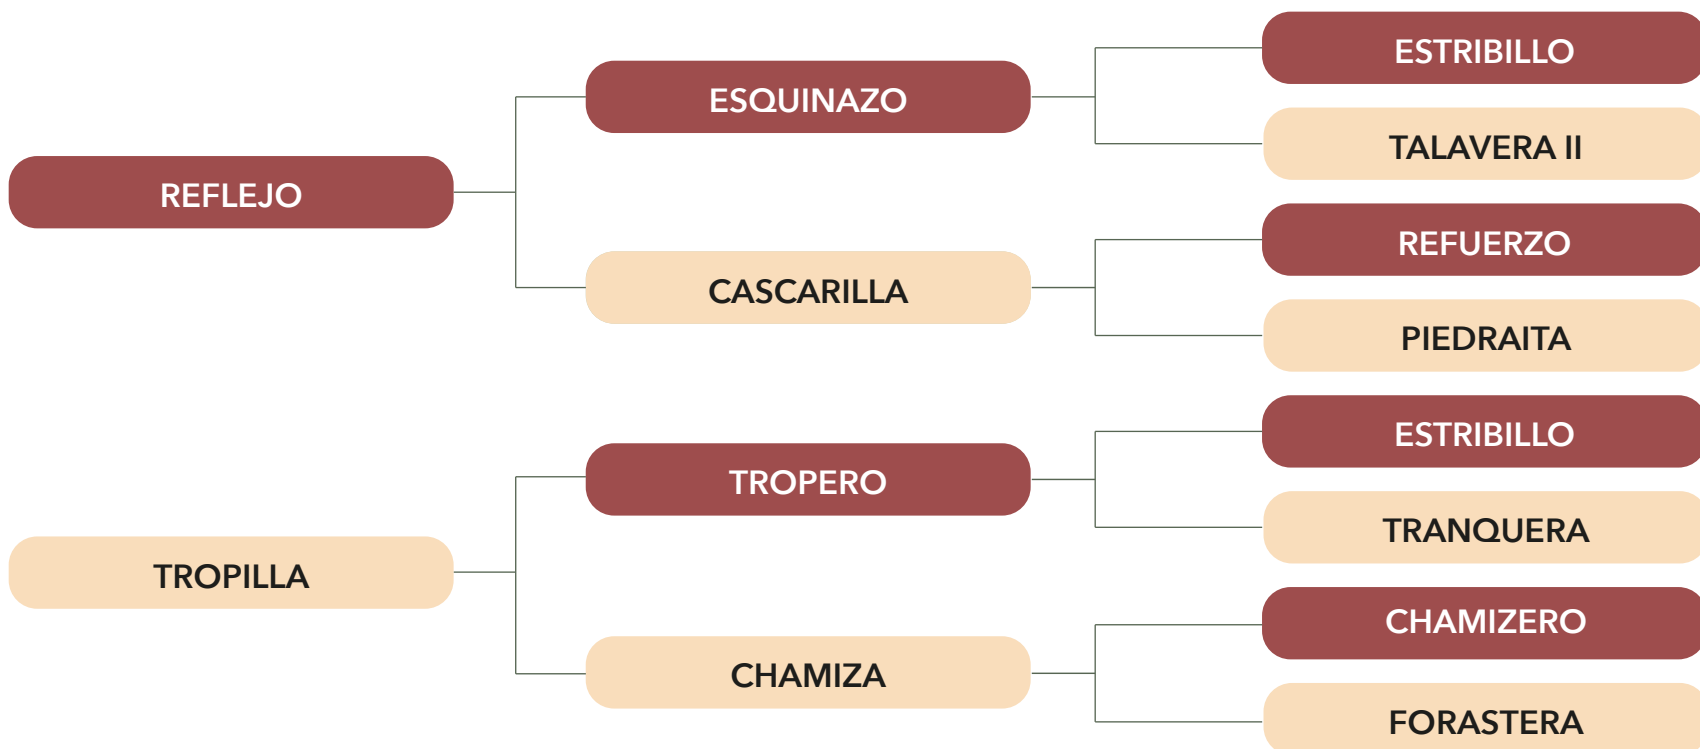 ESTRIBILLO
ESQUINAZO
TALAVERA II
REFLEJO
REFUERZO
CASCARILLA
PIEDRAITA
ESTRIBILLO
TROPERO
TRANQUERA
TROPILLA
CHAMIZERO
CHAMIZA
FORASTERA